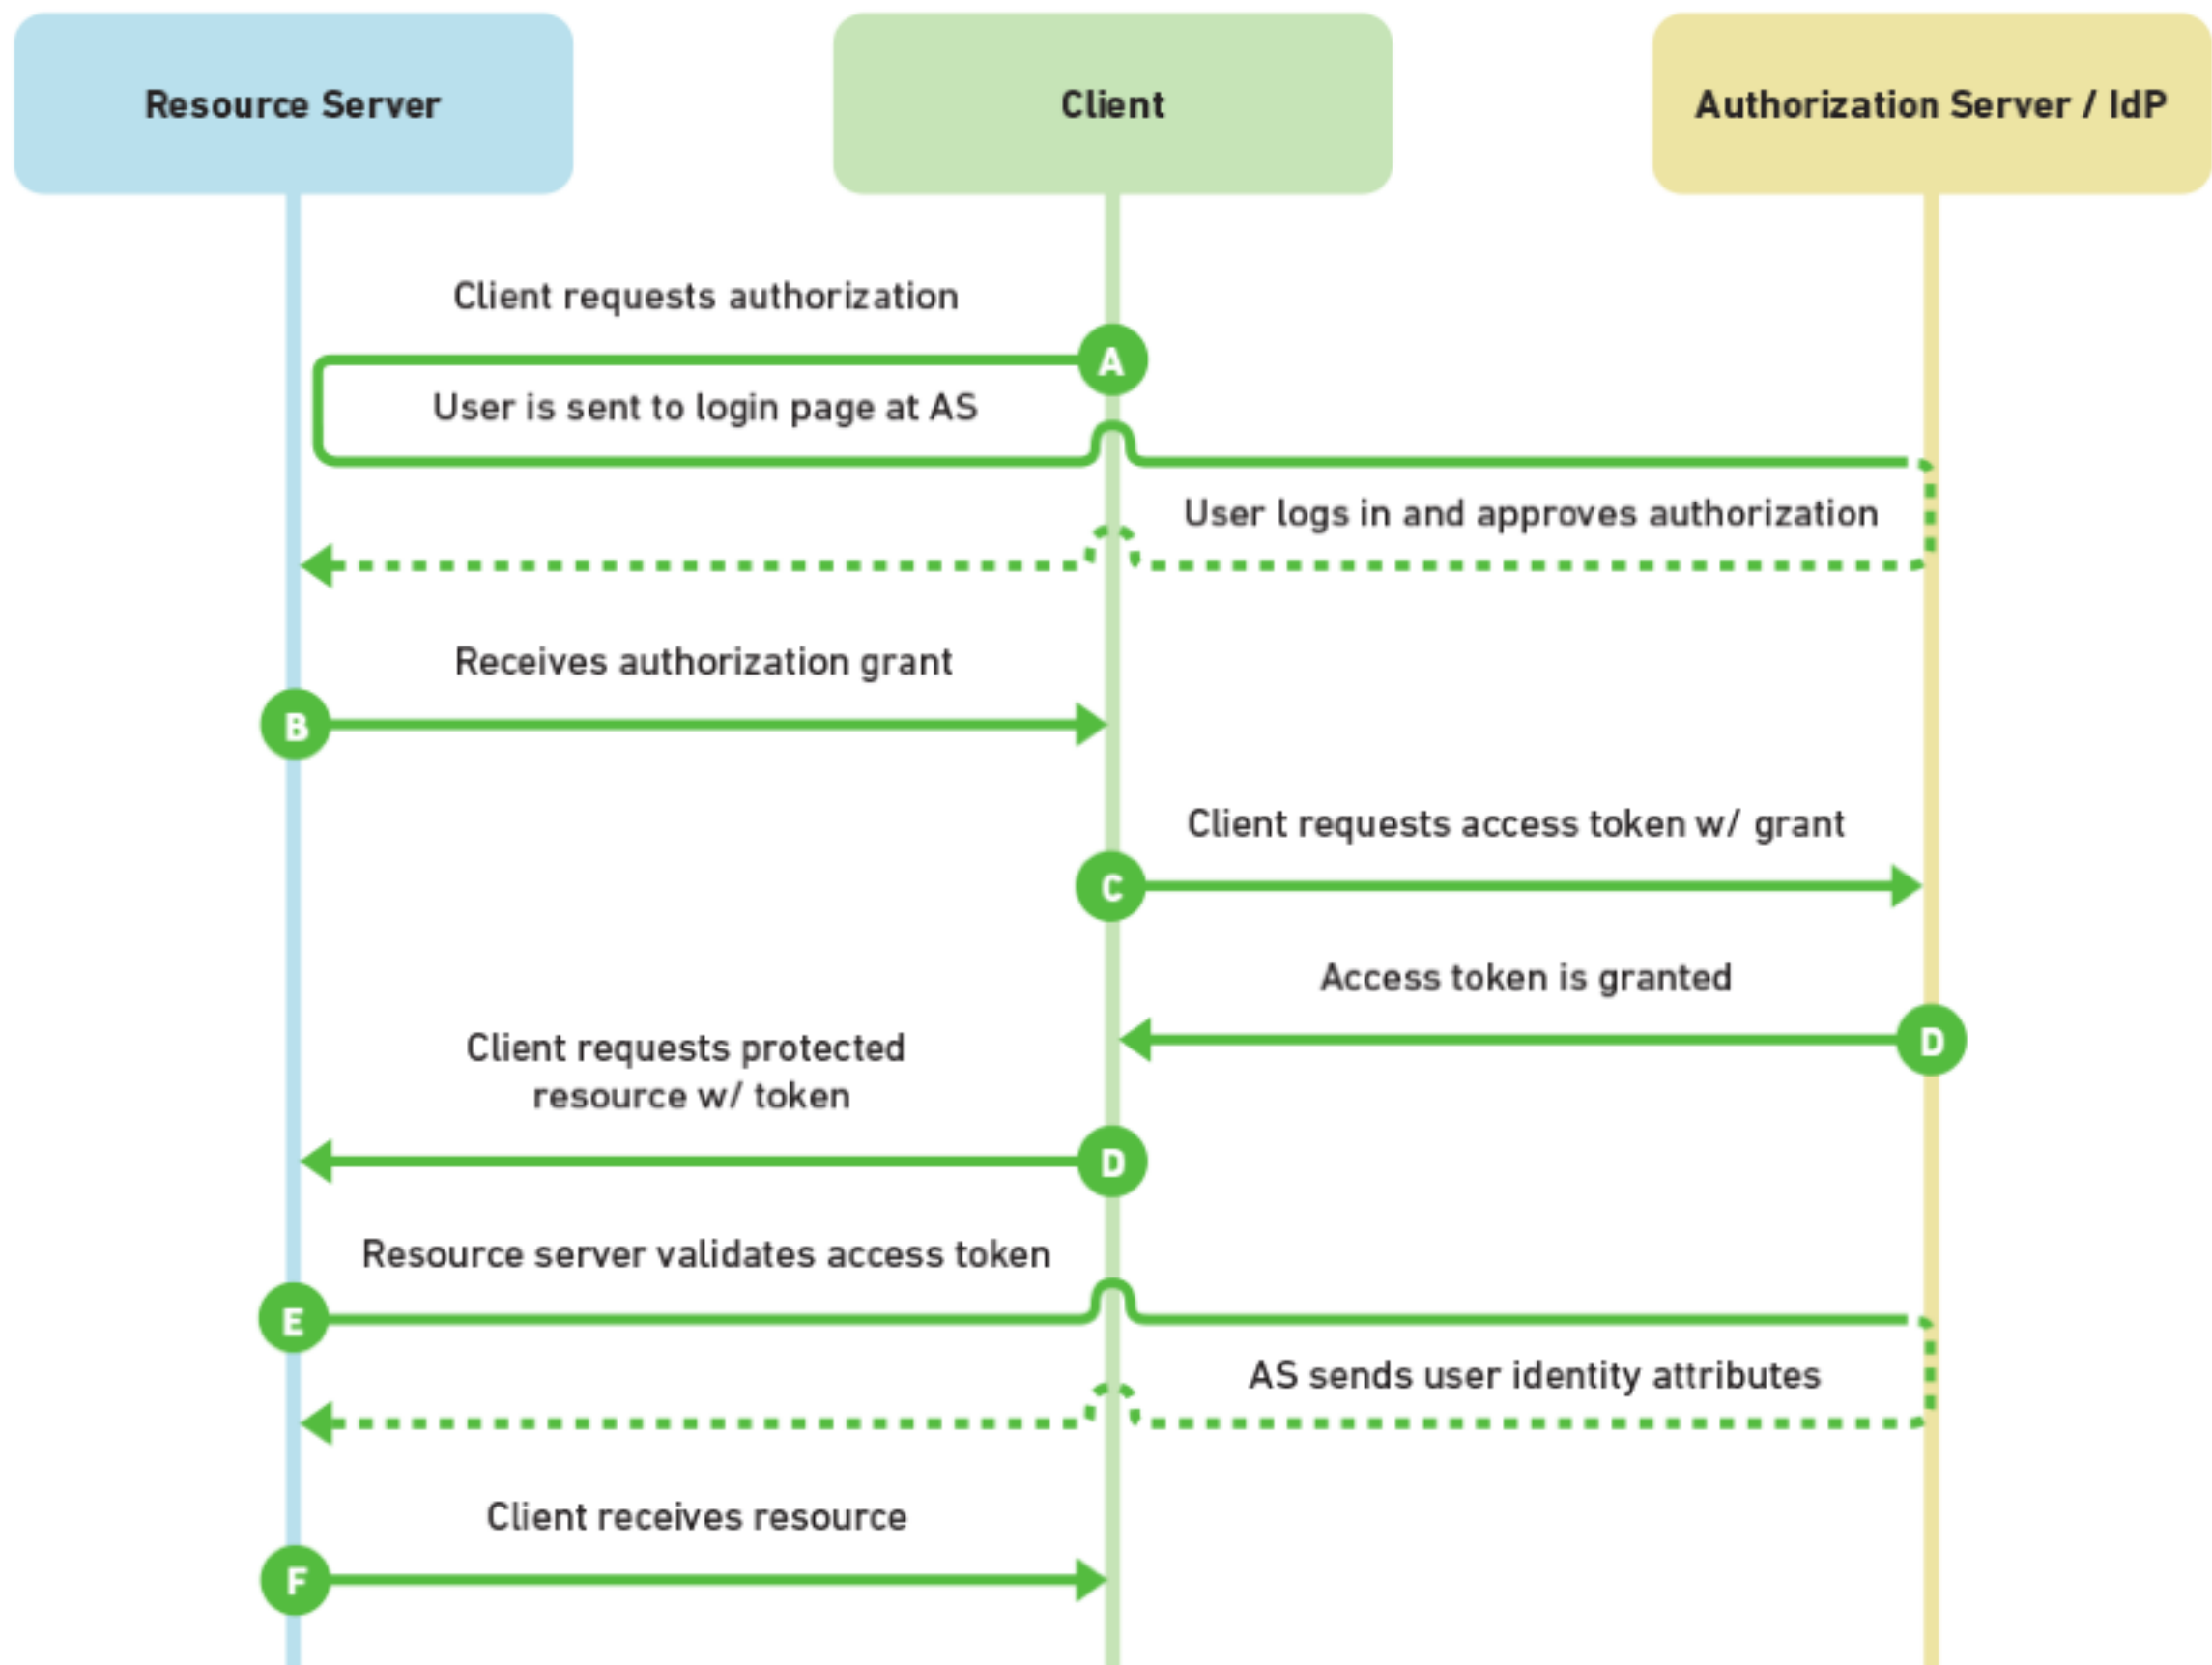 Resource Server
Client
Authorization Server / IdP
Client requests authorization
A
User is sent to login page at AS
User logs in and approves authorization
Receives authorization grant
B
Client requests access token w/ grant
C
Access token is granted
D
Client requests protected
resource w/ token
D
Resource server validates access token
E
AS sends user identity attributes
Client receives resource
F